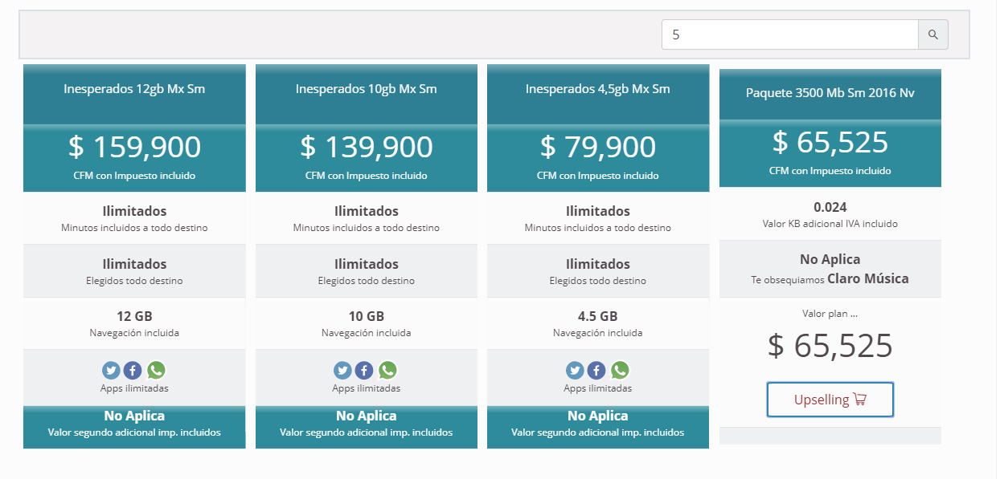 5
Inesperados 12gb Mx Sm
$ 159,900
CFM con Impuesto incluido
Ilimitados
Minutos incluidos a todo destino
Ilimitados
Elegidos todo destino
12 GB
Navegación incluida
Apps ilimitadas
No Aplica
Valor segundo adicional imp. incluidos
Inesperados 10gb Mx Sm
$ 139,900
CFM con Impuesto incluido
Ilimitados
Minutos incluidos a todo destino
Ilimitados
Elegidos todo destino
10 GB
Navegación incluida
Apps ilimitadas
No Aplica
Valor segundo adicional imp. incluidos
Inesperados 4,5gb Mx Sm
$ 79,900
CFM con Impuesto incluido
Ilimitados
Minutos incluidos a todo destino
Ilimitados
Elegidos todo destino
4.5 GB
Navegación incluida
Apps ilimitadas
No Aplica
Valor segundo adicional imp. incluidos
Paquete 3500 Mb Sm 2016 Nv
$ 65,525
CFM con Impuesto incluido
0.024
Valor KB adicional IVA incluido
No Aplica
Te obsequiamos Claro Música
Valor plan ...
$ 65,525
Upselling